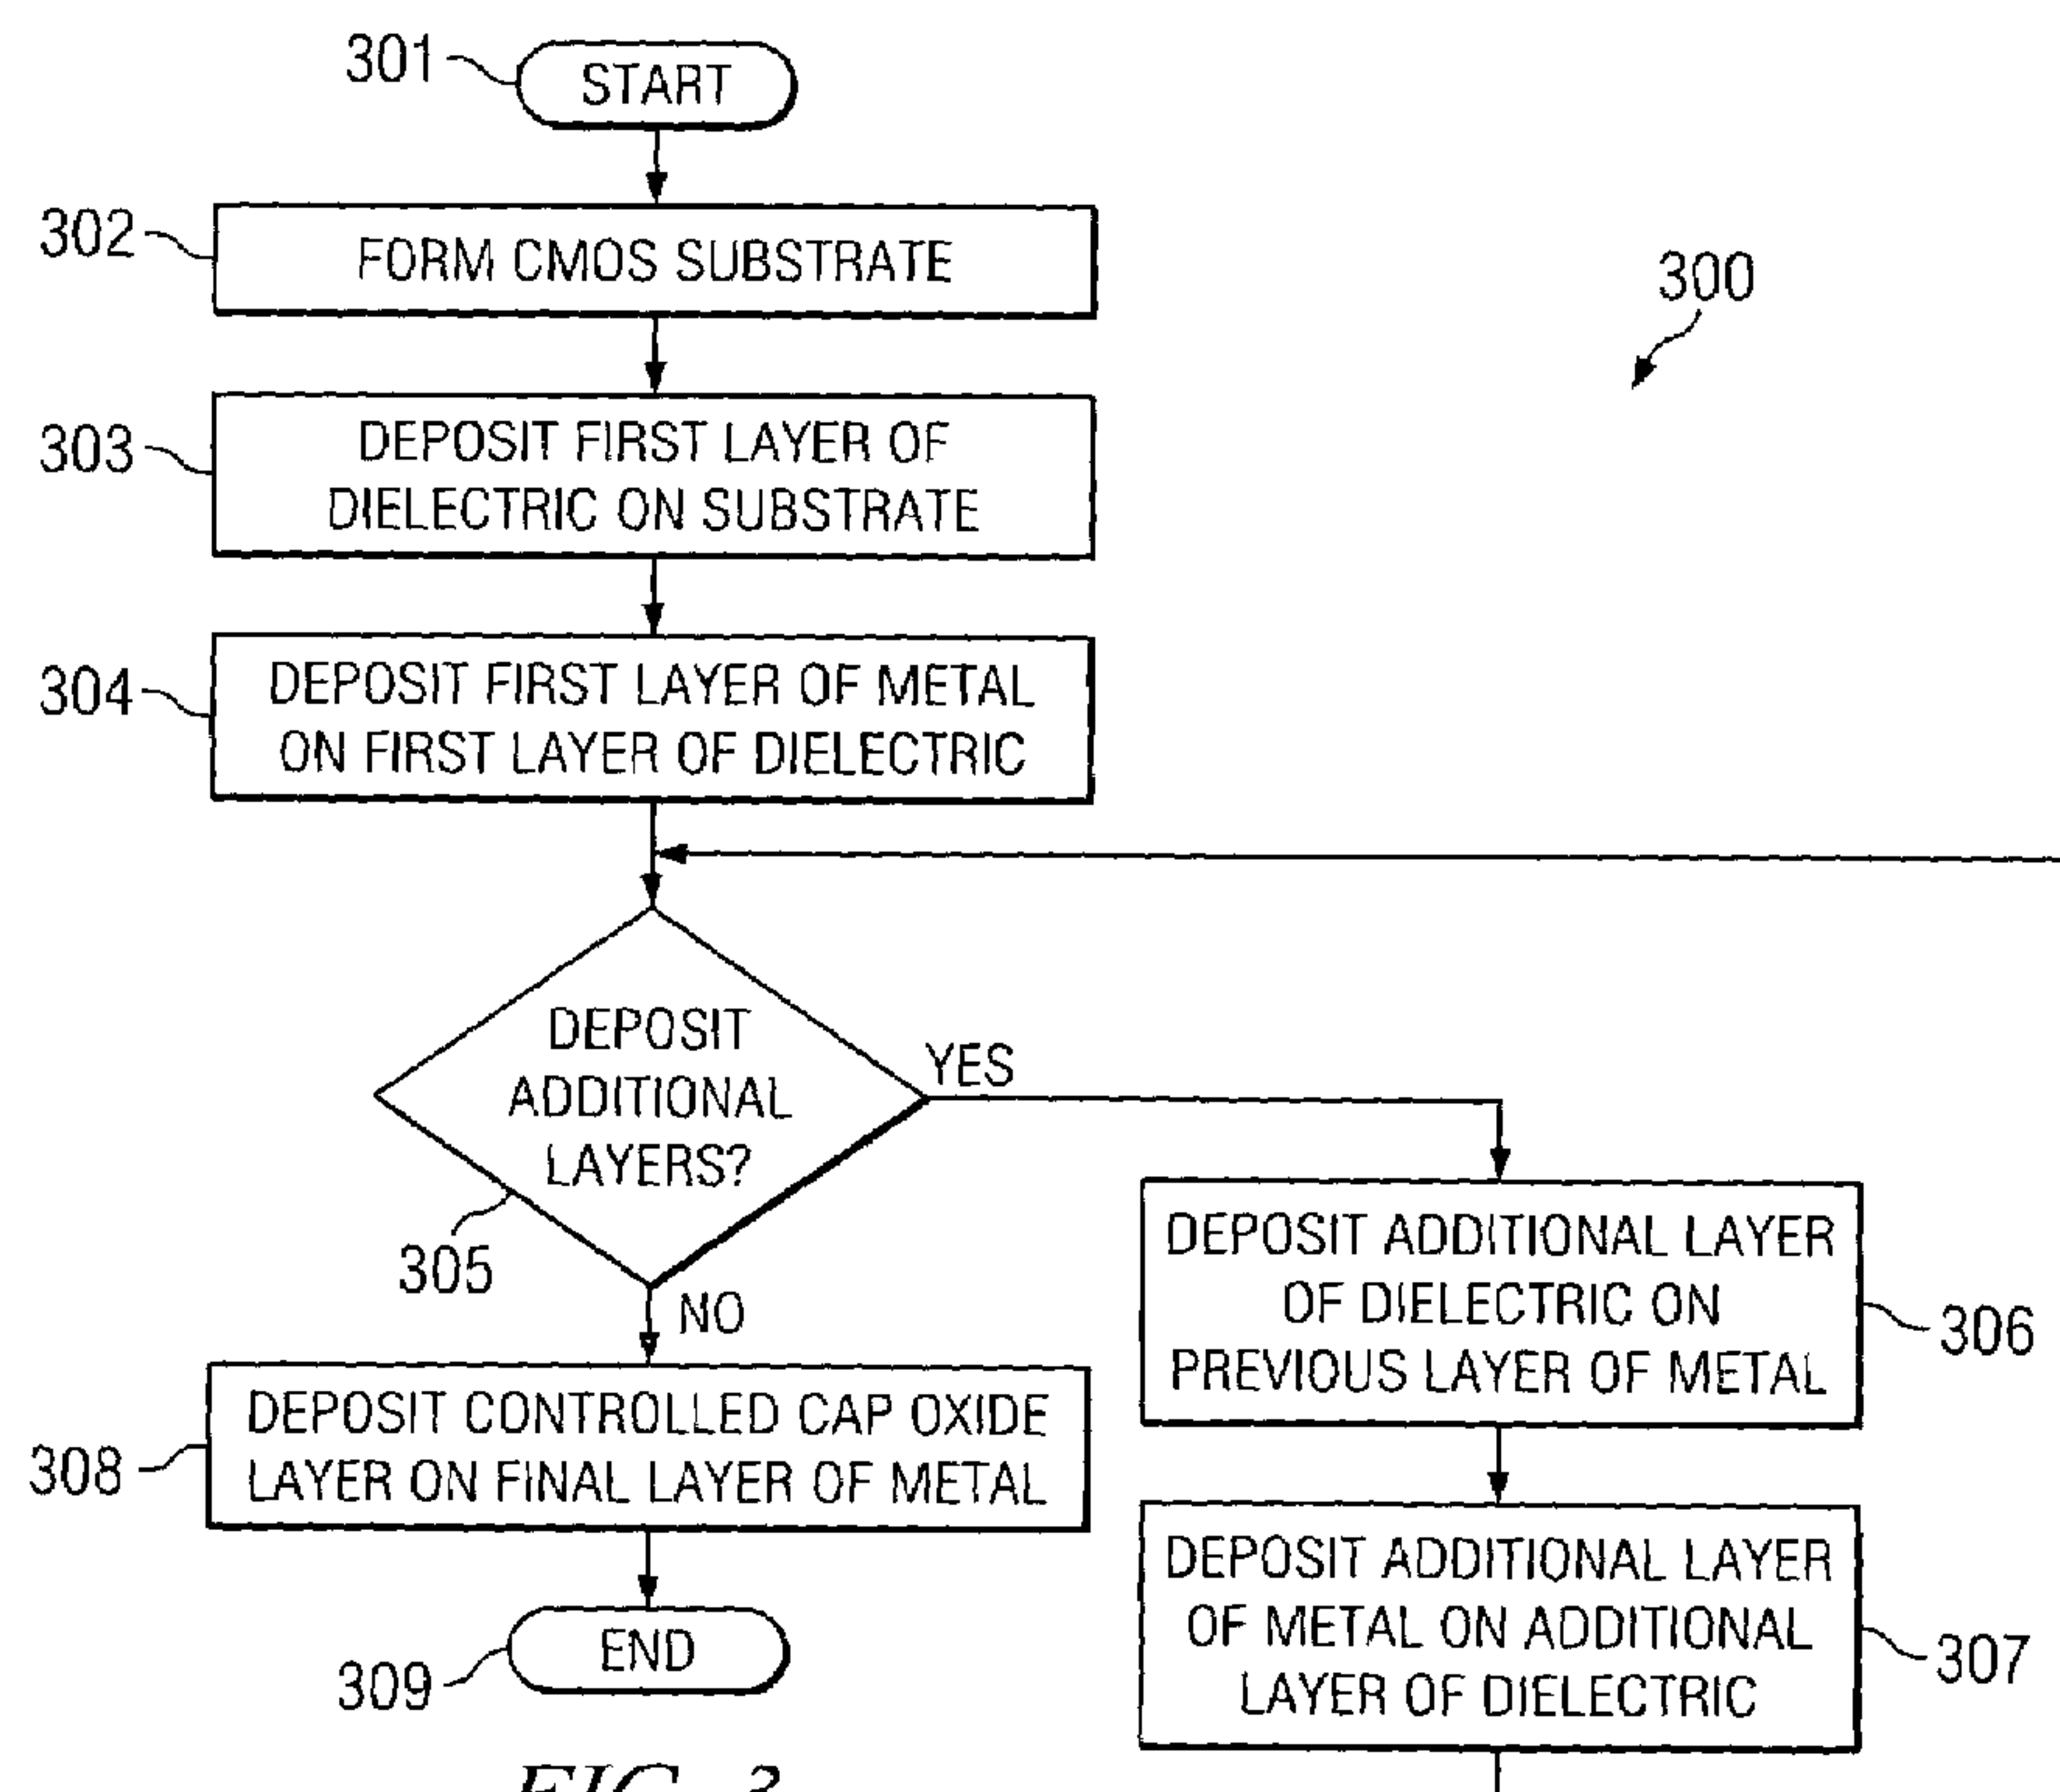 301
START
302
FORM CMOS SUBSTRATE
300
303
DEPOSIT FIRST LAYER OF
DIELECTRIC ON SUBSTRATE
304
DEPOSIT FIRST LAYER OF METAL
ON FIRST LAYER OF DIELECTRIC
DEPOSIT
ADDITIONAL
LAYERS?
305
YES
NO
DEPOSIT ADDITIONAL LAYER
OF DIELECTRIC ON
PREVIOUS LAYER OF METAL
306
DEPOSIT ADDITIONAL LAYER
OF METAL ON ADDITIONAL
LAYER OF DIELECTRIC
307
308
DEPOSIT CONTROLLED CAP OXIDE
LAYER ON FINAL LAYER OF METAL
309
END
FIG. 3